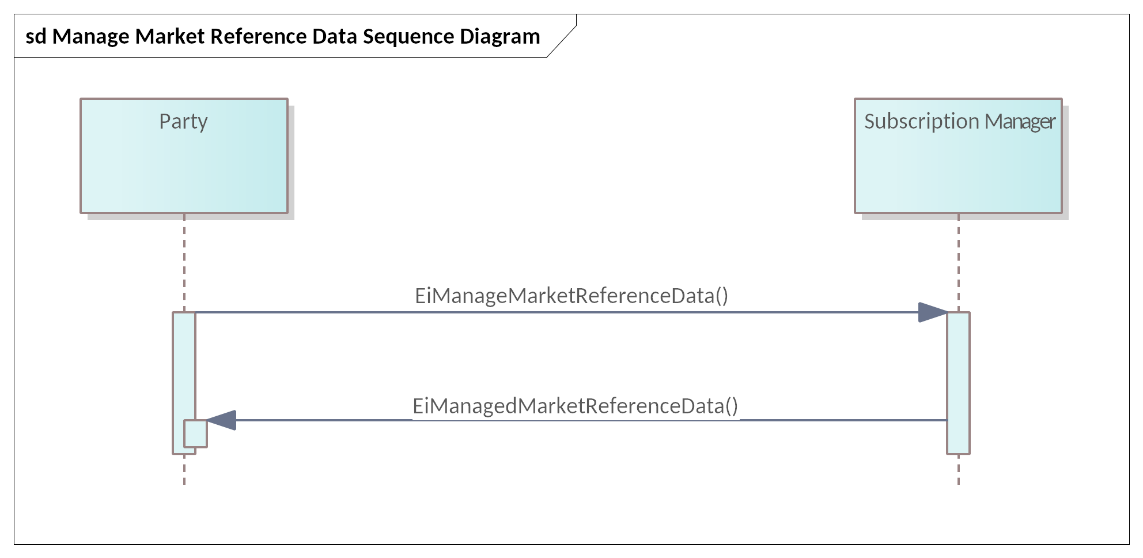 sd Manage Market Reference Data Sequence Diagram
Party
Subscription Manager
EiManageMarketReferenceData()
EiManagedMarketReferenceData()